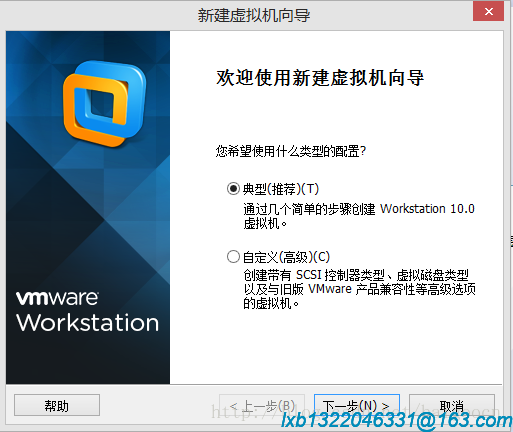 新建虚拟机向导
欢迎使用新建虚拟机向导
您希望使用什么类型的配置?
典型(推荐)(T)
通过几个简单的步骤创建 Workstation 10.0
虚拟机。
自定义(高级)(C)
创建带有 SCSI 控制器类型、虚拟磁盘类型
以及与旧版 VMware 产品兼容性等高级选项
的虚拟机。
vmware
Workstation
帮助
< 上一步(B)
下一步(N) >
取消
lxb1322046331@163.com